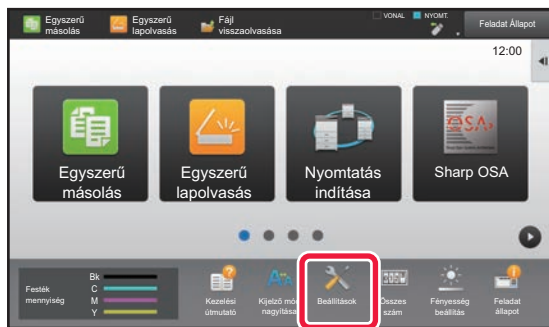 Egyszerű
másolás
Egyszerű
lapolvasás
Fájl
visszaolvasása
VONAL
NYOMT.
Feladat Állapot
12:00
Egyszerű
másolás
Egyszerű
lapolvasás
Nyomtatás
indítása
Sharp OSA
Festék
mennyiség
Bk
C
M
Y
Kezelési
útmutató
Kijelző mód
nagyítása
Beállítások
Összes
szám
Fényesség
beállítás
Feladat
állapot